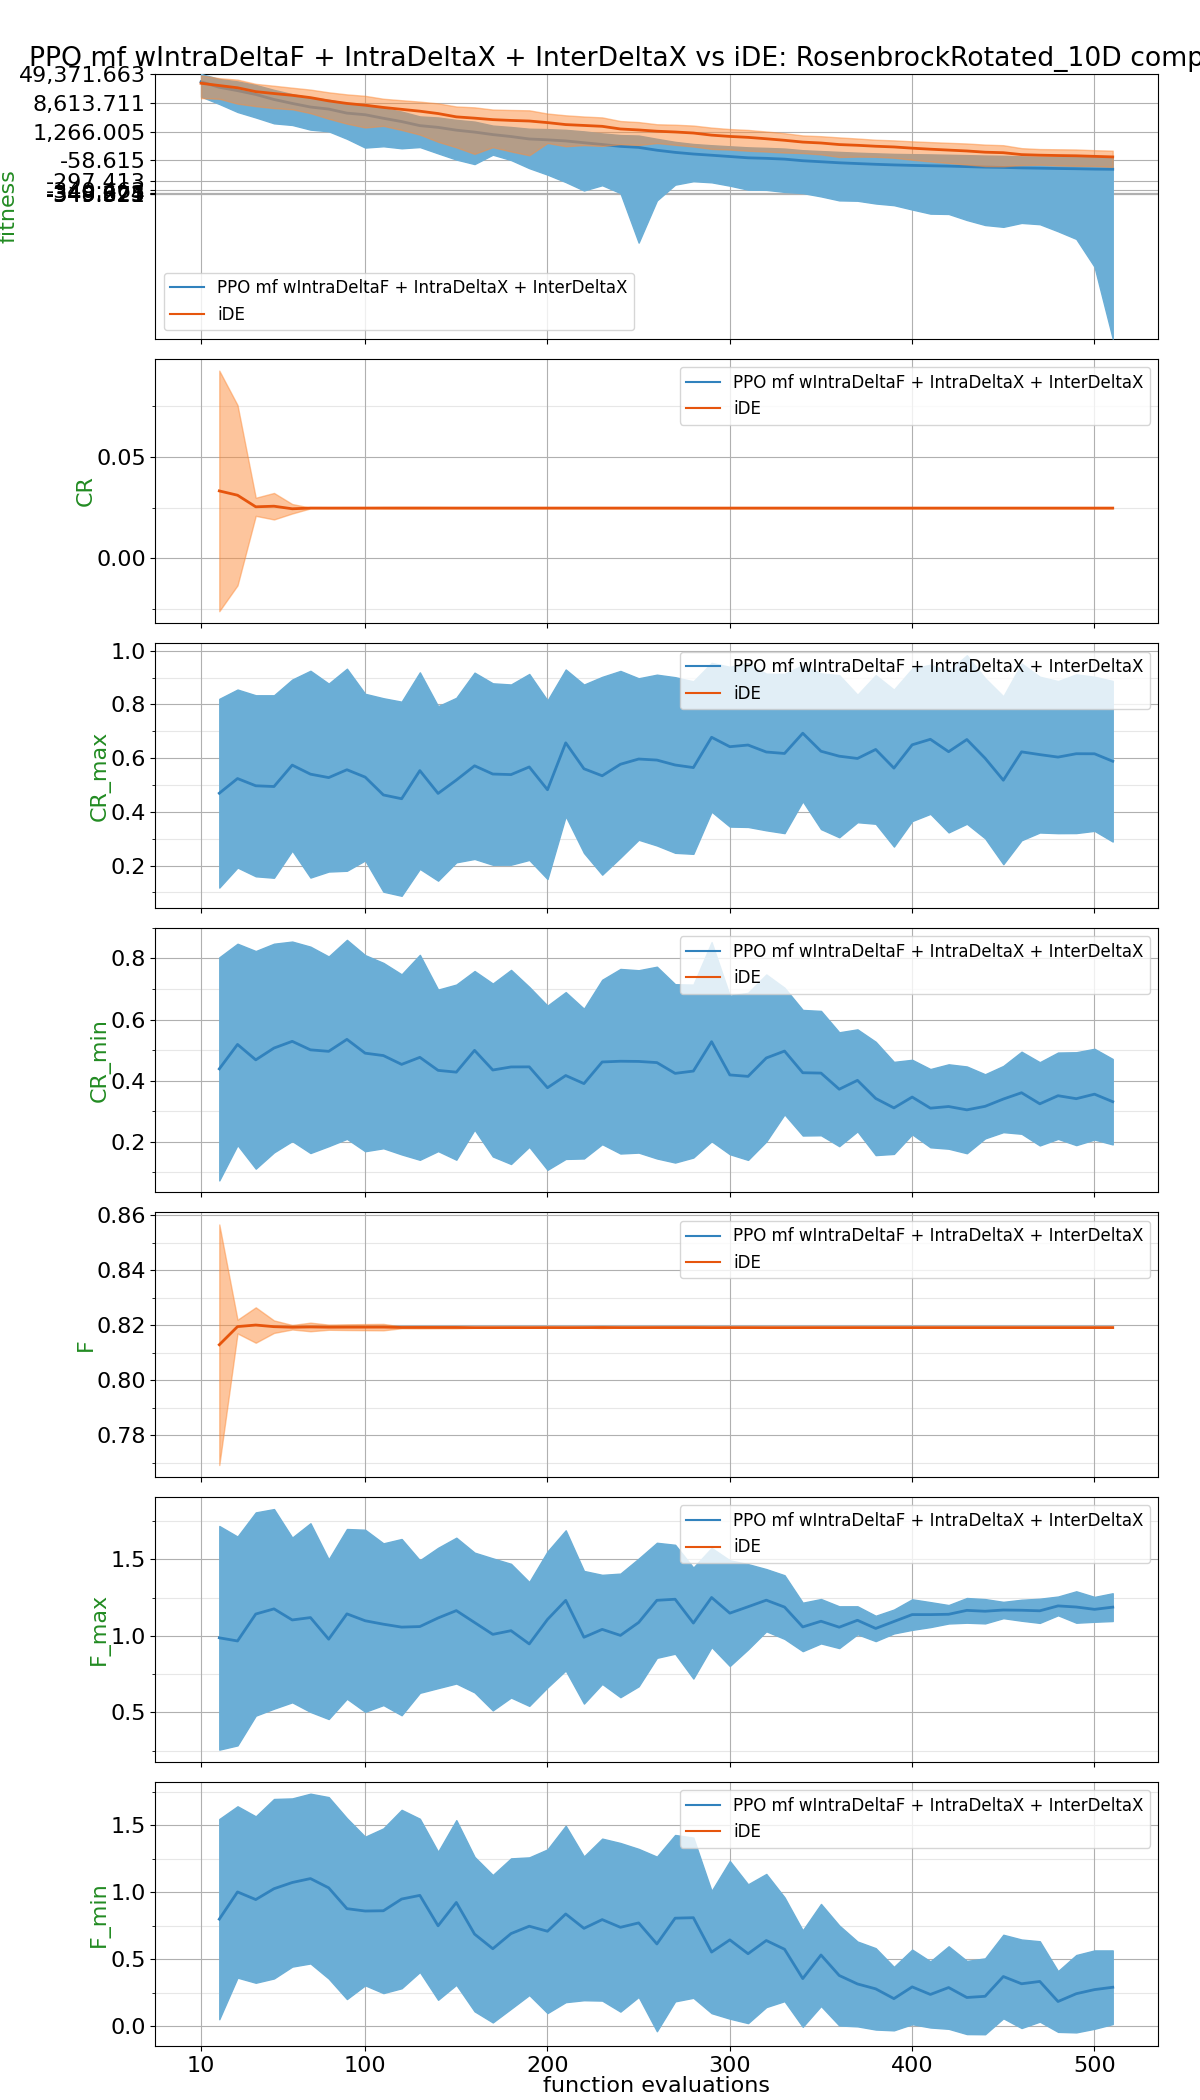 PPO mf wIntraDeltaF + IntraDeltaX + InterDeltaX vs iDE: RosenbrockRotated_10D comp
49,371.663
8,613.711
1,266.005
-58.615
-297.413
fitness
PPO mf wIntraDeltaF + IntraDeltaX + InterDeltaX
iDE
PPO mf wIntraDeltaF + IntraDeltaX + InterDeltaX
iDE
0.05
0.00
CR
PPO mf wIntraDeltaF + IntraDeltaX + InterDeltaX
iDE
1.0
0.8
0.6
0.4
0.2
CR_max
PPO mf wIntraDeltaF + IntraDeltaX + InterDeltaX
iDE
0.8
0.6
0.4
0.2
CR_min
PPO mf wIntraDeltaF + IntraDeltaX + InterDeltaX
iDE
0.86
0.84
0.82
0.80
0.78
F
PPO mf wIntraDeltaF + IntraDeltaX + InterDeltaX
iDE
1.5
1.0
0.5
F_max
PPO mf wIntraDeltaF + IntraDeltaX + InterDeltaX
iDE
1.5
1.0
0.5
0.0
F_min
10 100 200 300 400 500
function evaluations